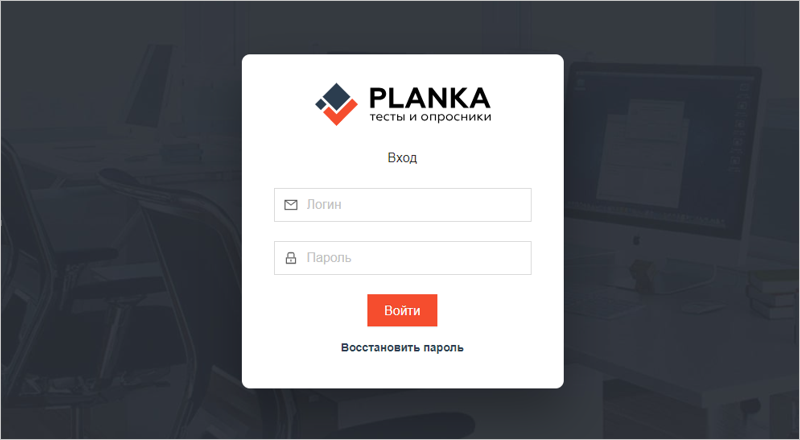 PLANKA
тесты и опросники
Вход
Логин
Пароль
Войти
Восстановить пароль